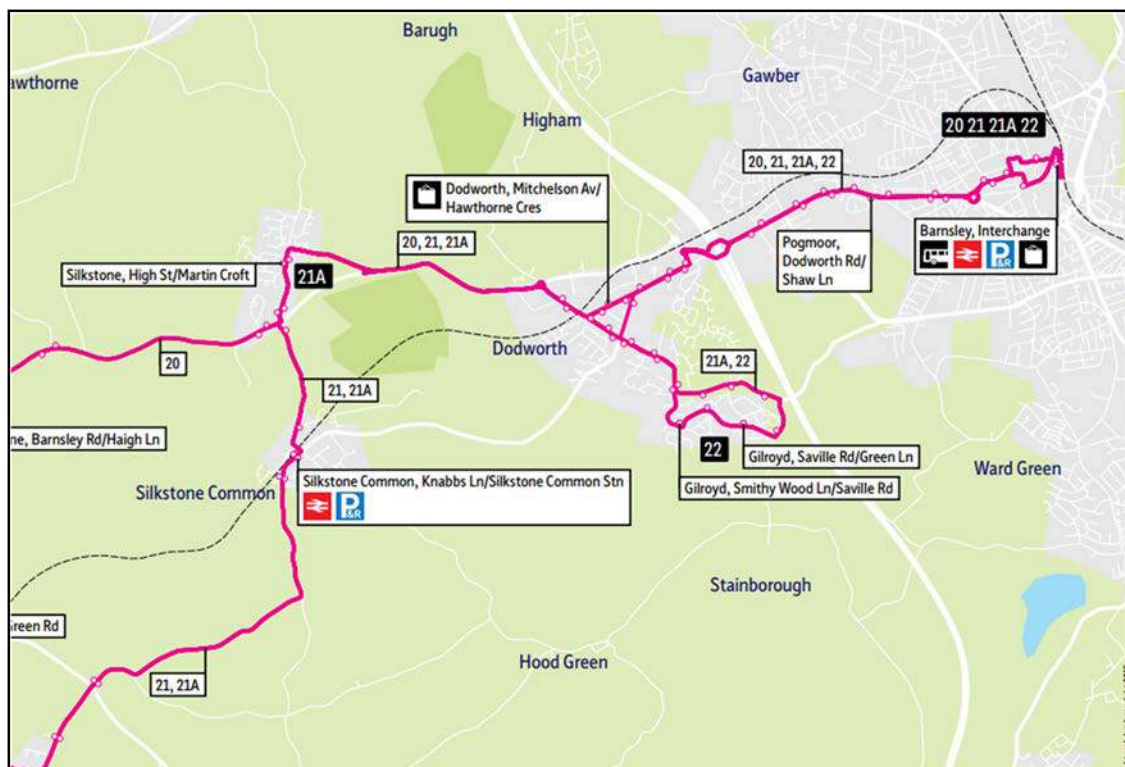 Barugh
awthorne
Gawber
Higham
20 21 21A 22
20, 21, 21A, 22
Dodworth, Mitchelson Av/
Hawthorne Cres
Barnsley, Interchange
P&R
Pogmoor,
Dodworth Rd/
Shaw Ln
20, 21, 21A
Silkstone, High St/Martin Croft
21A
Dodworth
20
21A, 22
21, 21A
ne, Barnsley Rd/Haigh Ln
22
Gilroyd, Saville Rd/Green Ln
Ward Green
Silkstone Common
Silkstone Common, Knabbs Ln/Silkstone Common Stn
P&R
Gilroyd, Smithy Wood Ln/Saville Rd
Stainborough
Green Rd
Hood Green
21, 21A